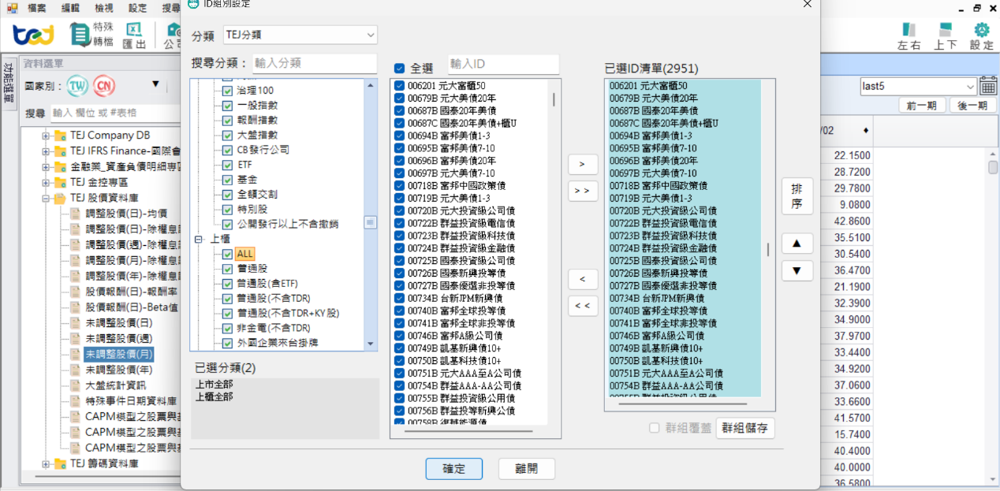 檔案 編輯 檢視 設定 搜尋
ID組別設定
特殊轉檔
匯出
左右 上下 設定
功能選單
資料選單
國家別：
TW CN
搜尋 輸入 欄位 或 #表格
TEJ Company DB
TEJ IFRS Finance-國際會
金融業_資產負債明細專區
TEJ 金控專區
TEJ 股價資料庫
調整股價(日)-均價
調整股價(日)-除權息
調整股價(週)-除權息
調整股價(月)-除權息
調整股價(年)-除權息
股價報酬(日)-報酬率
股價報酬(日)-Beta值
未調整股價(日)
未調整股價(週)
未調整股價(月)
未調整股價(年)
大盤統計資訊
特殊事件日期資料庫
CAPM模型之股票與
CAPM模型之股票與
CAPM模型之股票與
TEJ 籌碼資料庫
分類 TEJ分類
搜尋分類： 輸入分類
治理100
一般指數
報酬指數
大盤指數
CB發行公司
ETF
基金
全額交割
特別股
公開發行以上不含撤銷
上櫃
ALL
普通股
普通股(含ETF)
普通股(不含TDR)
普通股(不含TDR+KY股)
非金電(不含TDR)
外國企業來台掛牌
已選分類(2)
上市全部
上櫃全部
全選 輸入ID
006201 元大富櫃50
00679B 元大美債20年
00687B 國泰20年美債
00687C 國泰20年美債+櫃U
00694B 富邦美債1-3
00695B 富邦美債7-10
00696B 富邦美債20年
00697B 元大美債7-10
00718B 富邦中國政策債
00719B 元大美債1-3
00720B 元大投資級公司債
00722B 群益投資級電信債
00723B 群益投資級科技債
00724B 群益投資級金融債
00725B 國泰投資級公司債
00726B 國泰新興投等債
00727B 國泰優選非投等債
00734B 台新JPM新興債
00740B 富邦全球投等債
00741B 富邦全球非投等債
00746B 富邦A級公司債
00749B 凱基新興債10+
00750B 凱基科技債10+
00751B 元大AAA至A公司債
00754B 群益AAA-AA公司債
00755B 群益投資級公用債
00756B 群益投等新興公債
00758B 復華能源債
>
>>
<
<<
已選ID清單(2951)
006201 元大富櫃50
00679B 元大美債20年
00687B 國泰20年美債
00687C 國泰20年美債+櫃U
00694B 富邦美債1-3
00695B 富邦美債7-10
00696B 富邦美債20年
00697B 元大美債7-10
00718B 富邦中國政策債
00719B 元大美債1-3
00720B 元大投資級公司債
00722B 群益投資級電信債
00723B 群益投資級科技債
00724B 群益投資級金融債
00725B 國泰投資級公司債
00726B 國泰新興投等債
00727B 國泰優選非投等債
00734B 台新JPM新興債
00740B 富邦全球投等債
00741B 富邦全球非投等債
00746B 富邦A級公司債
00749B 凱基新興債10+
00750B 凱基科技債10+
00751B 元大AAA至A公司債
00754B 群益AAA-AA公司債
00755B 群益投資級公用債
排序
▲
▼
群組覆蓋 群組儲存
確定 離開
last5
前一期 後一期
/02
22.1500
28.7200
29.7800
9.0800
42.8600
35.5100
30.5400
36.4700
21.1900
32.3900
34.9000
37.9700
33.4400
34.9200
37.0600
33.6600
41.5700
15.7400
40.4000
40.0000
36.5800